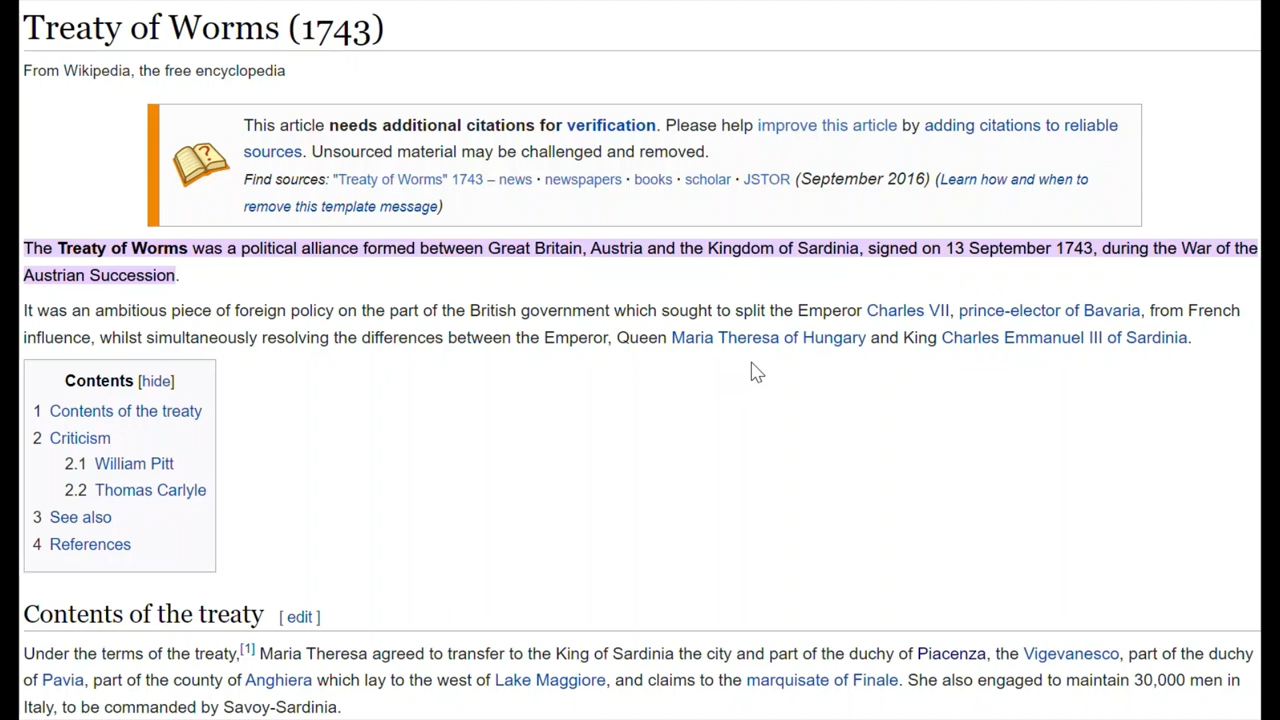 Treaty of Worms (1743)
From Wikipedia, the free encyclopedia
This article needs additional citations for verification. Please help improve this article by adding citations to reliable
sources. Unsourced material may be challenged and removed.
Find sources: "Treaty of Worms" 1743 – news · newspapers · books · scholar · JSTOR (September 2016) (Learn how and when to
remove this template message)
The Treaty of Worms was a political alliance formed between Great Britain, Austria and the Kingdom of Sardinia, signed on 13 September 1743, during the War of the
Austrian Succession.
It was an ambitious piece of foreign policy on the part of the British government which sought to split the Emperor Charles VII, prince-elector of Bavaria, from French
influence, whilst simultaneously resolving the differences between the Emperor, Queen Maria Theresa of Hungary and King Charles Emmanuel III of Sardinia.
Contents [hide]
1 Contents of the treaty
2 Criticism
2.1 William Pitt
2.2 Thomas Carlyle
3 See also
4 References
Contents of the treaty [ edit ]
Under the terms of the treaty,[1] Maria Theresa agreed to transfer to the King of Sardinia the city and part of the duchy of Piacenza, the Vigevanesco, part of the duchy
of Pavia, part of the county of Anghiera which lay to the west of Lake Maggiore, and claims to the marquisate of Finale. She also engaged to maintain 30,000 men in
Italy, to be commanded by Savoy-Sardinia.